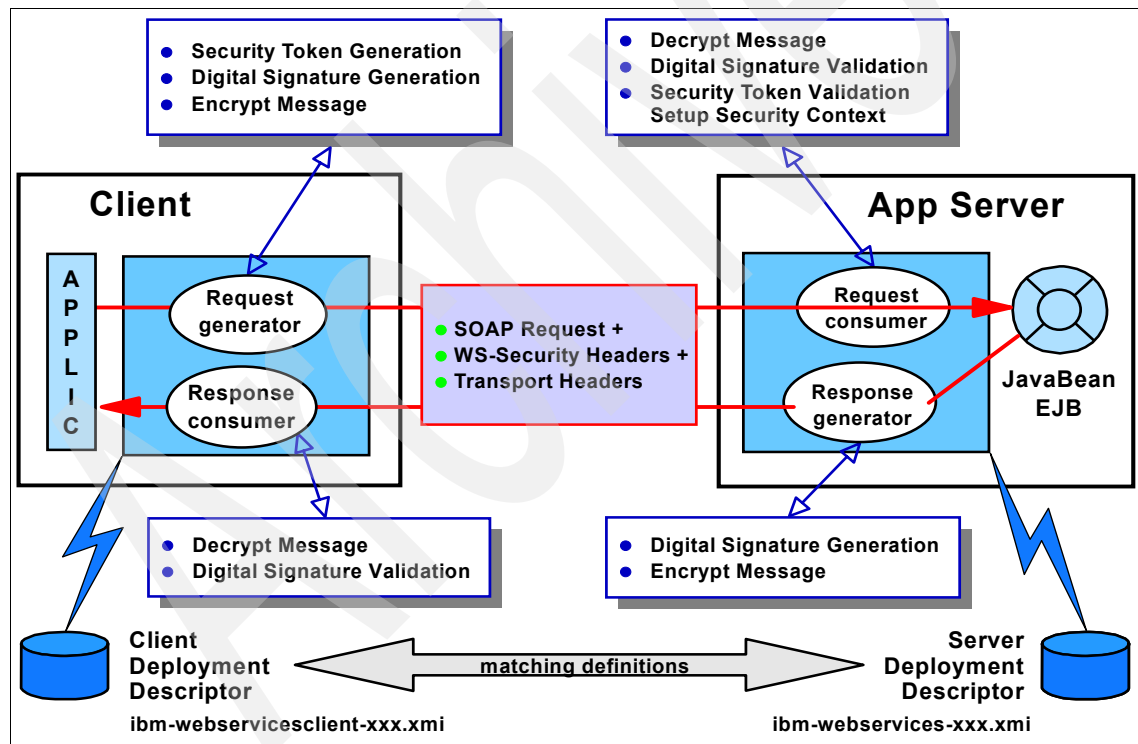 Security Token Generation
Digital Signature Generation
Encrypt Message
Decrypt Message
Digital Signature Validation
Security Token Validation
Setup Security Context
Client
App Server
APPLIC
Request
generator
Response
consumer
SOAP Request +
WS-Security Headers +
Transport Headers
Request
consumer
Response
generator
JavaBean
EJB
Decrypt Message
Digital Signature Validation
Digital Signature Generation
Encrypt Message
Client
Deployment
Descriptor
ibm-webservicesclient-xxx.xmi
matching definitions
Server
Deployment
Descriptor
ibm-webservices-xxx.xmi
Archive